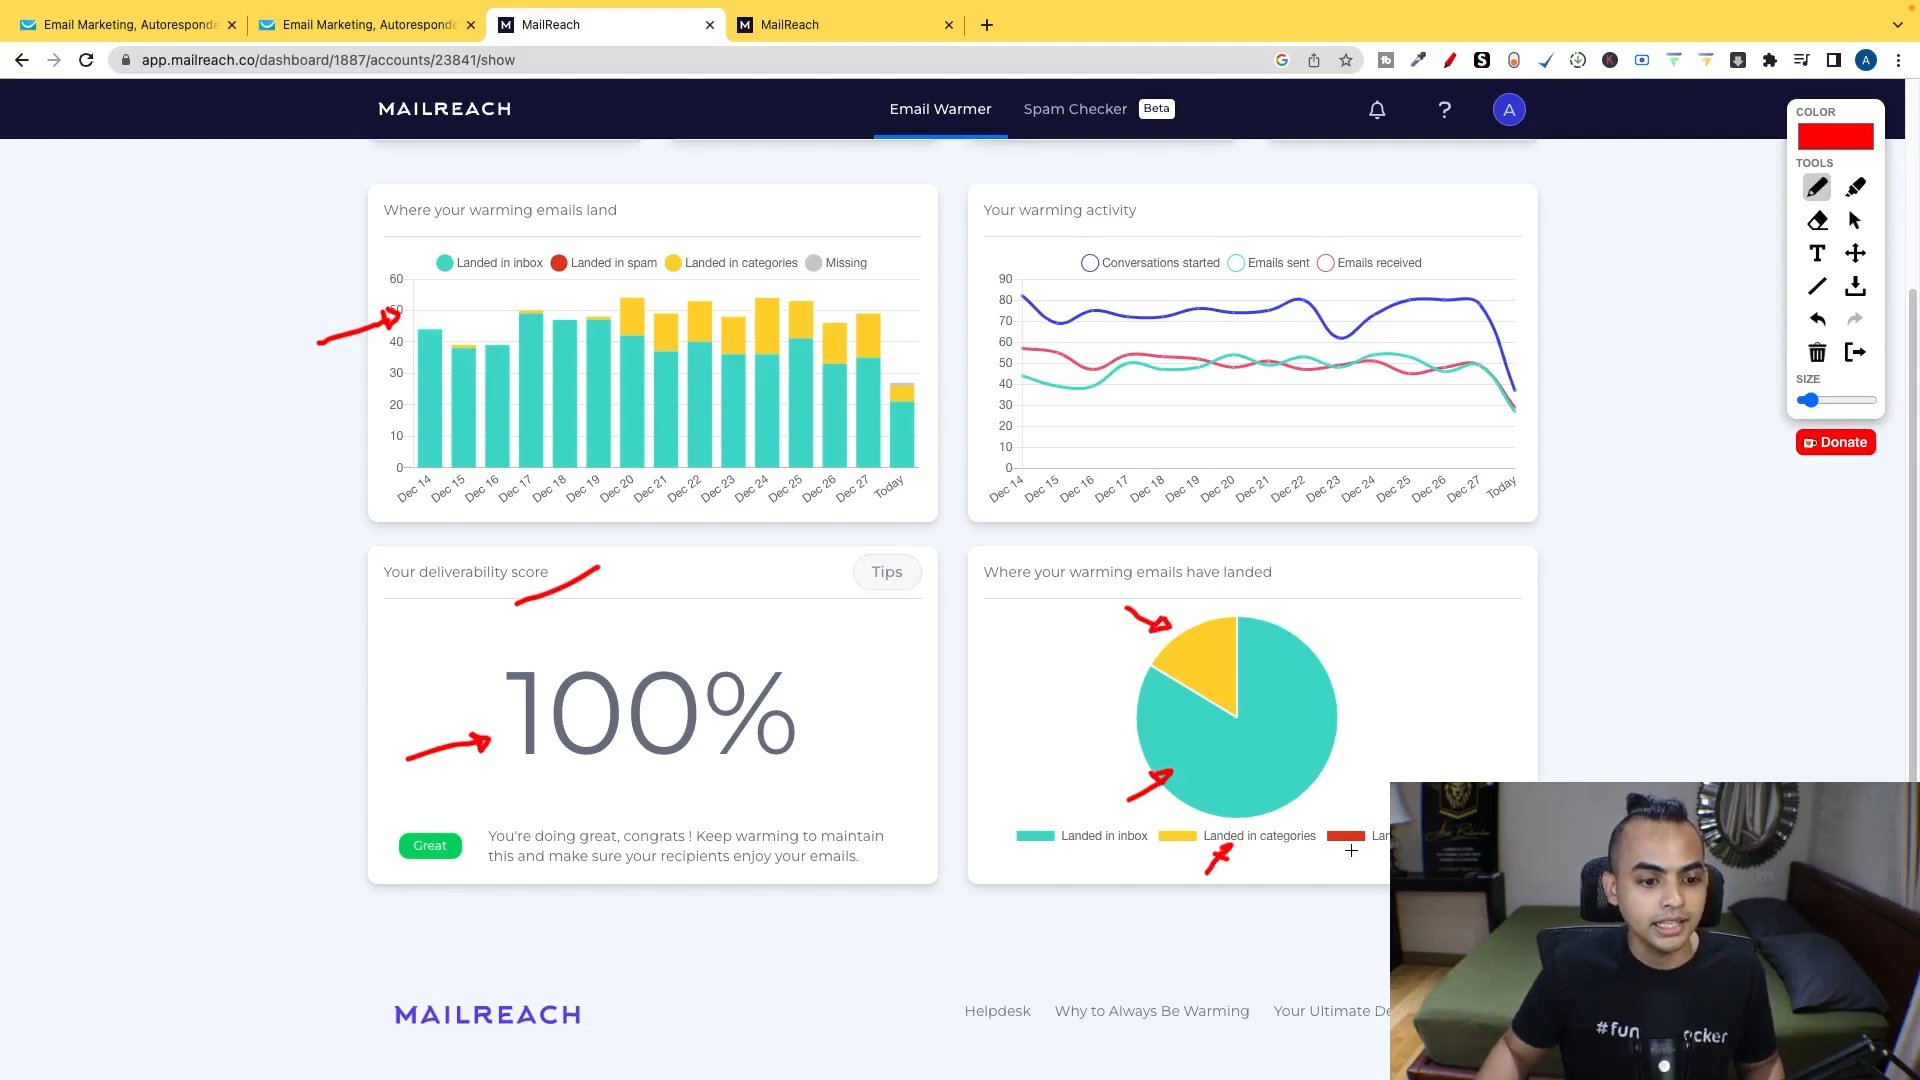 Email Marketing, Autoresponde
Email Marketing, Autoresponde
MailReach
MailReach
app.mailreach.co/dashboard/1887/accounts/23841/show
MAILREACH
Email Warmer
Spam Checker
Beta
A
COLOR
TOOLS
SIZE
Donate
Where your warming emails land
Landed in inbox
Landed in spam
Landed in categories
Missing
60
50
40
30
20
10
0
Dec 14
Dec 15
Dec 16
Dec 17
Dec 18
Dec 19
Dec 20
Dec 21
Dec 22
Dec 23
Dec 24
Dec 25
Dec 26
Dec 27
Today
Your warming activity
Conversations started
Emails sent
Emails received
90
80
70
60
50
40
30
20
10
0
Dec 14
Dec 15
Dec 16
Dec 17
Dec 18
Dec 19
Dec 20
Dec 21
Dec 22
Dec 23
Dec 24
Dec 25
Dec 26
Dec 27
Today
Your deliverability score
Tips
100%
Great
You're doing great, congrats ! Keep warming to maintain
this and make sure your recipients enjoy your emails.
Where your warming emails have landed
Landed in inbox
Landed in categories
Lan
MAILREACH
Helpdesk
Why to Always Be Warming
Your Ultimate De
#fun
cker